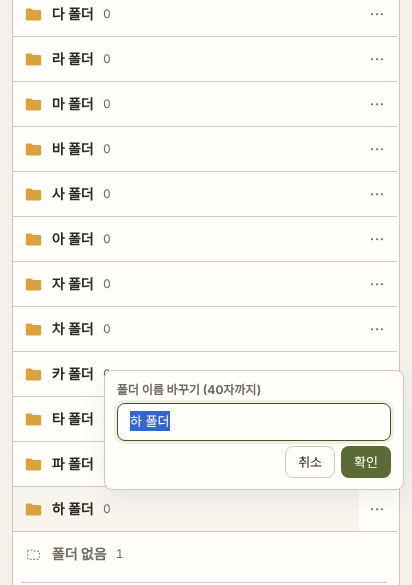 다 폴더 0 ···
라 폴더 0 ···
마 폴더 0 ···
바 폴더 0 ···
사 폴더 0 ···
아 폴더 0 ···
자 폴더 0 ···
차 폴더 0 ···
카 폴더
폴더 이름 바꾸기 (40자까지)
타 폴더
하 폴더
파 폴더
취소 확인
하 폴더 0 ···
폴더 없음 1